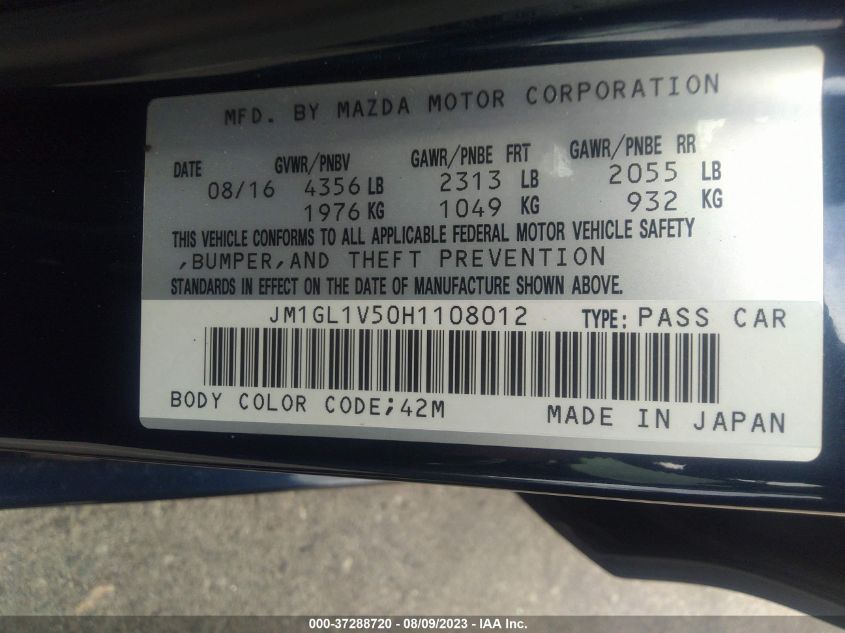 MFD. BY MAZDA MOTOR CORPORATION
DATE GVWR/PNBV GAWR/PNBE FRT GAWR/PNBE RR
08/16 4356 LB 2313 LB 2055 LB
1976 KG 1049 KG 932 KG
THIS VEHICLE CONFORMS TO ALL APPLICABLE FEDERAL MOTOR VEHICLE SAFETY
,BUMPER,AND THEFT PREVENTION
STANDARDS IN EFFECT ON THE DATE OF MANUFACTURE SHOWN ABOVE.
JM1GL1V50H1108012 TYPE: PASS CAR
BODY COLOR CODE;42M MADE IN JAPAN
000-37288720 - 08/09/2023 - IAA Inc.